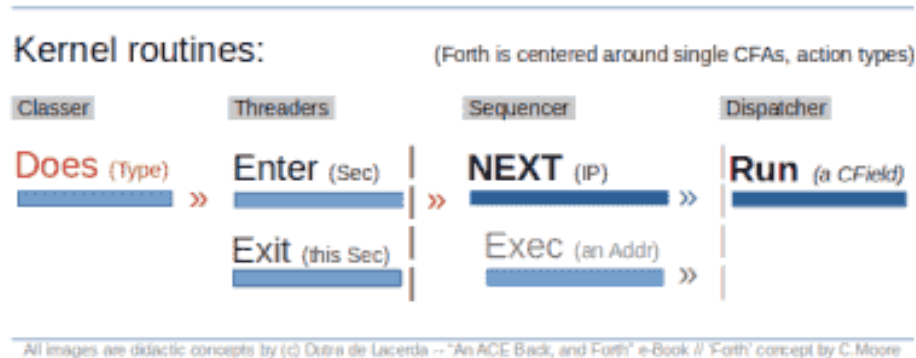 Kernel routines: (Forth is centered around single CFAs, action types)
Classer Threaders Sequencer Dispatcher
Does (Type) » Enter (Sec) » NEXT (IP) » Run (a CField)
Exit (this Sec) Exec (an Addr) »
All images are didactic concepts by (c) Dutra de Lacerda -- "An ACE Back, and Forth" e-Book // 'Forth' concept by C.Moore